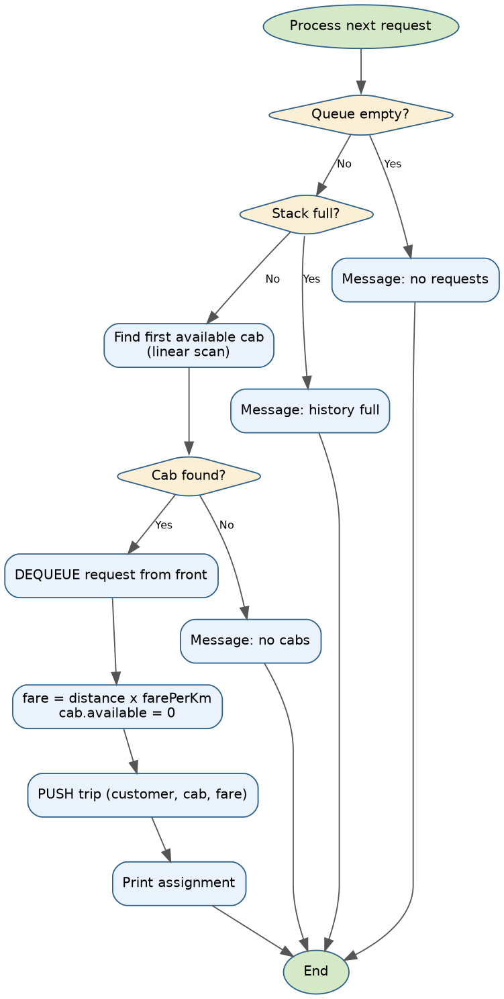 Process next request
Queue empty?
No
Yes
Stack full?
No
Yes
Message: no requests
Find first available cab
(linear scan)
Message: history full
Cab found?
Yes
No
DEQUEUE request from front
Message: no cabs
fare = distance x farePerKm
cab.available = 0
PUSH trip (customer, cab, fare)
Print assignment
End